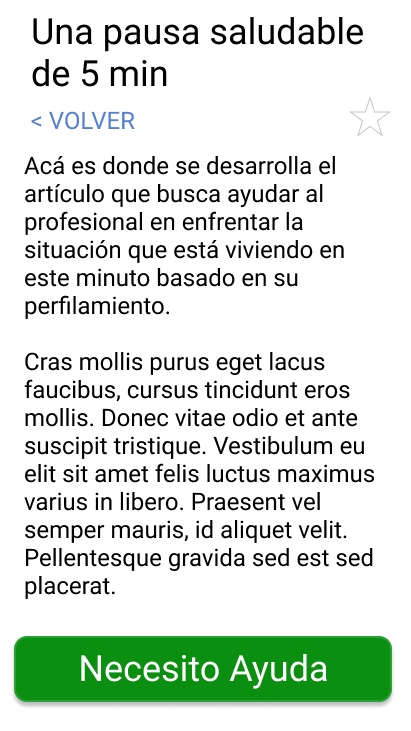 Una pausa saludable
de 5 min
< VOLVER
Acá es donde se desarrolla el
artículo que busca ayudar al
profesional en enfrentar la
situación que está viviendo en
este minuto basado en su
perfilamiento.
Cras mollis purus eget lacus
faucibus, cursus tincidunt eros
mollis. Donec vitae odio et ante
suscipit tristique. Vestibulum eu
elit sit amet felis luctus maximus
varius in libero. Praesent vel
semper mauris, id aliquet velit.
Pellentesque gravida sed est sed
placerat.
Necesito Ayuda